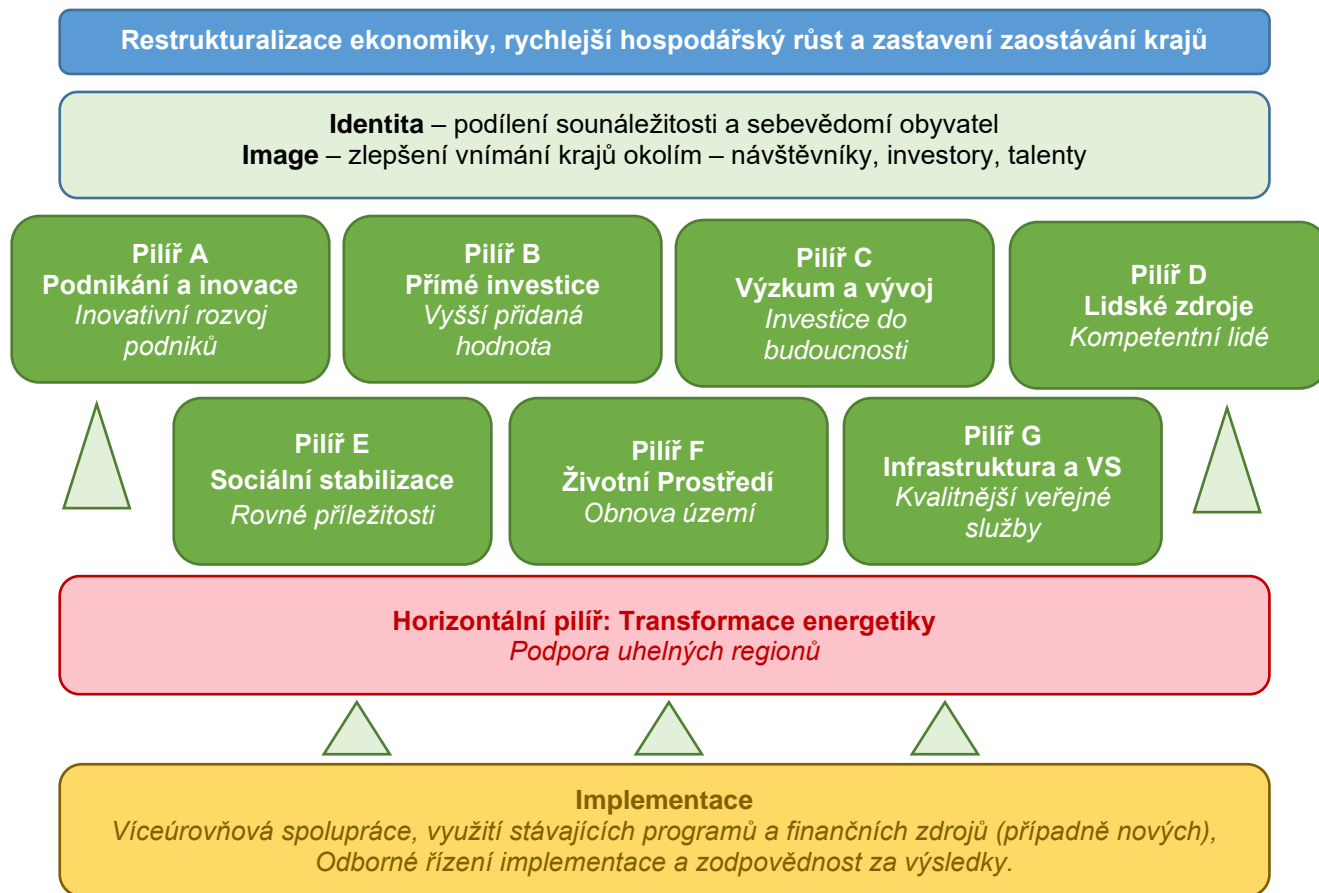 Restrukturalizace ekonomiky, rychlejší hospodářský růst a zastavení zaostávání krajů
Identita – podílení sounáležitosti a sebevědomí obyvatel
Image – zlepšení vnímání krajů okolím – návštěvníky, investory, talenty
Pilíř A
Podnikání a inovace
Inovativní rozvoj
podniků
Pilíř B
Přímé investice
Vyšší přidaná
hodnota
Pilíř C
Výzkum a vývoj
Investice do
budoucnosti
Pilíř D
Lidské zdroje
Kompetentní lidé
Pilíř E
Sociální stabilizace
Rovné příležitosti
Pilíř F
Životní Prostředí
Obnova území
Pilíř G
Infrastruktura a VS
Kvalitnější veřejné
služby
Horizontální pilíř: Transformace energetiky
Podpora uhelných regionů
Implementace
Víceúrovňová spolupráce, využití stávajících programů a finančních zdrojů (případně nových),
Odborné řízení implementace a zodpovědnost za výsledky.